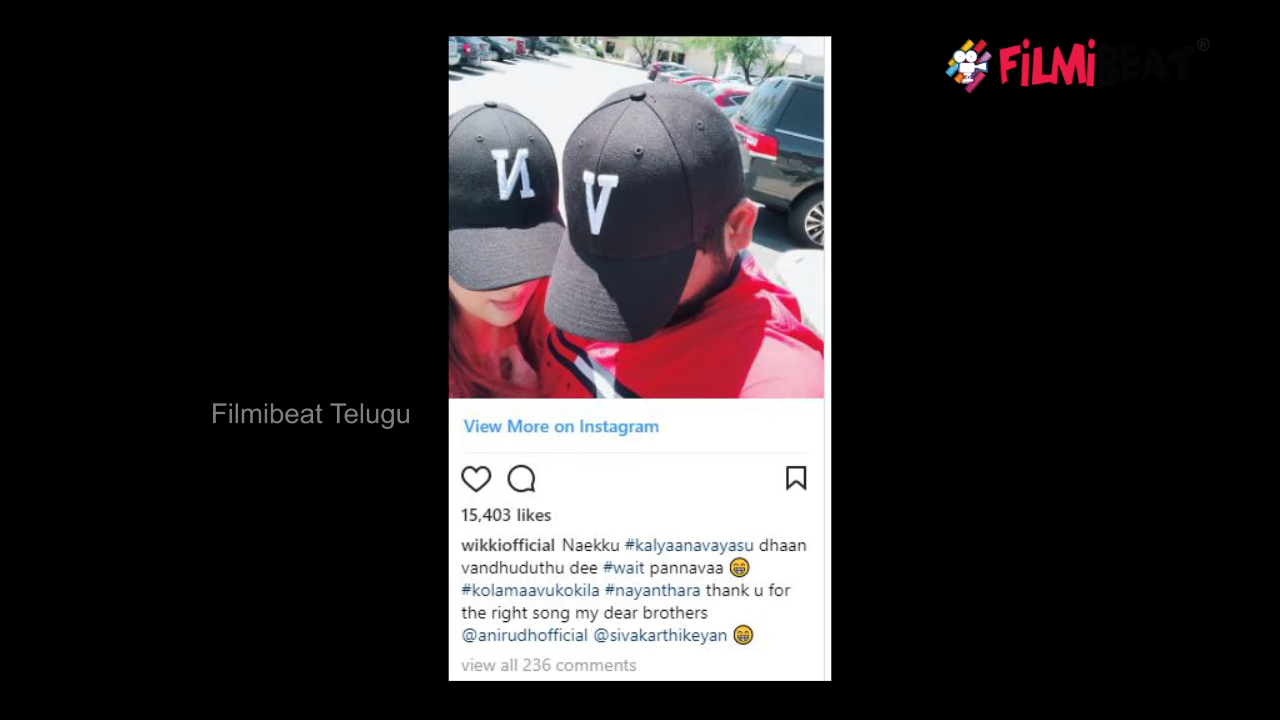 FiLMiBEAT®
N
V
Filmibeat Telugu
View More on Instagram
15,403 likes
wikkiofficial Naekku #kalyaanavayasu dhaan
vandhuduthu dee #wait pannavaa 😁
#kolamaavukokila #nayanthara thank u for
the right song my dear brothers
@anirudhofficial @sivakarthikeyan 😁
view all 236 comments